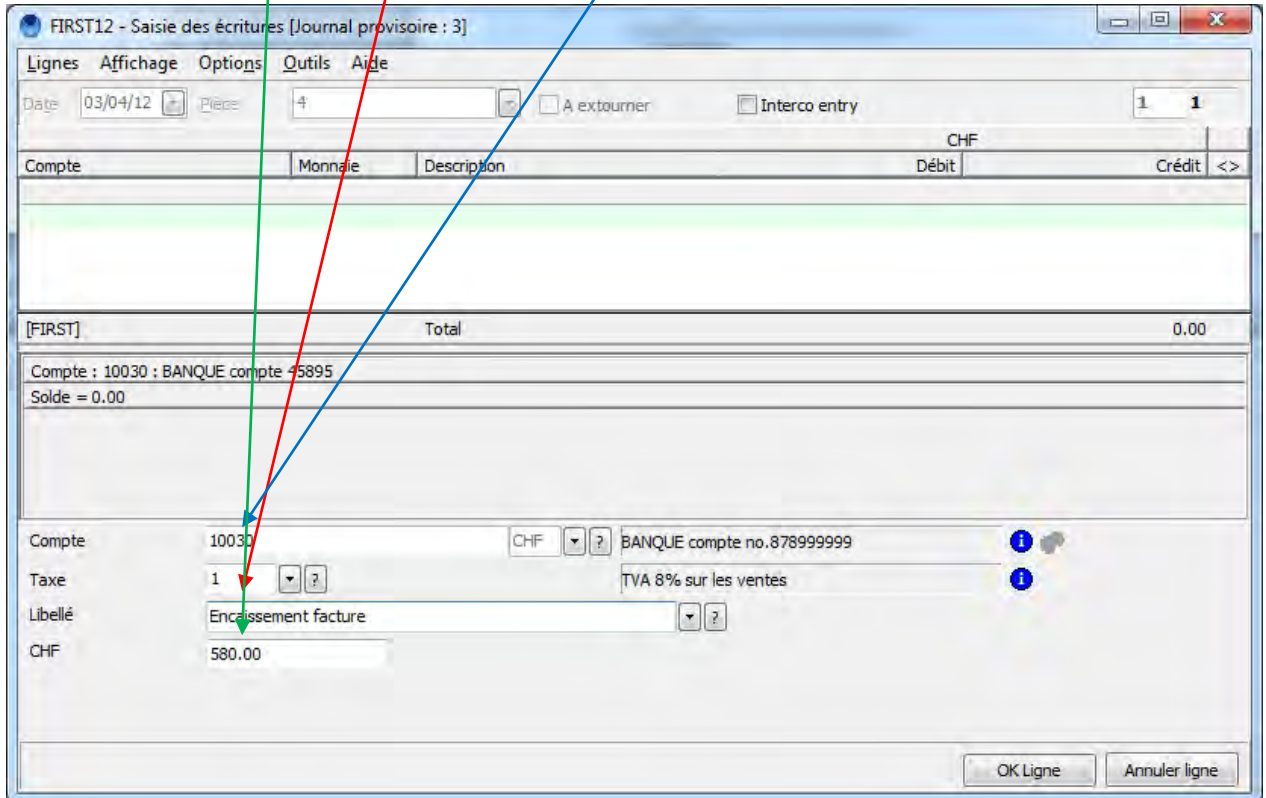 FIRST12 - Saisie des écritures [Journal provisoire : 3]
Lignes Affichage Options Outils Aide
Date 03/04/12 Pièce 4 A extourner Interco entry 1 1
CHF
Compte Monnaie Description Débit Crédit <>
[FIRST] Total 0.00
Compte : 10030 : BANQUE compte 45895
Solde = 0.00
Compte 10030 CHF ? BANQUE compte no.878999999
Taxe 1 ? TVA 8% sur les ventes
Libellé Encaissement facture ?
CHF 580.00
OK Ligne Annuler ligne